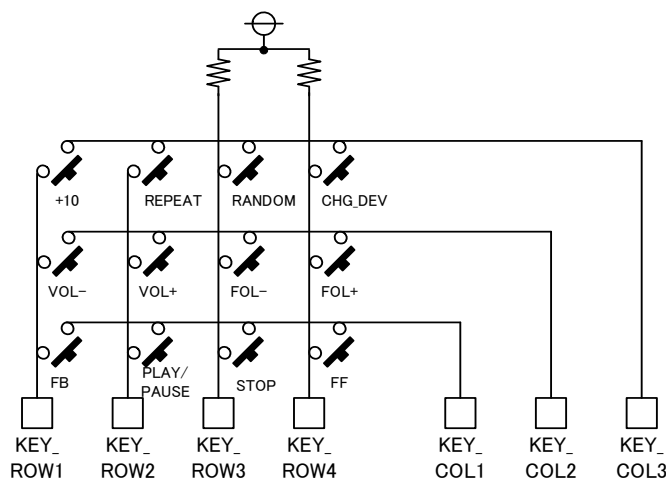 +10
REPEAT
RANDOM
CHG_DEV
VOL-
VOL+
FOL-
FOL+
FB
PLAY/
PAUSE
STOP
FF
KEY_
ROW1
KEY_
ROW2
KEY_
ROW3
KEY_
ROW4
KEY_
COL1
KEY_
COL2
KEY_
COL3